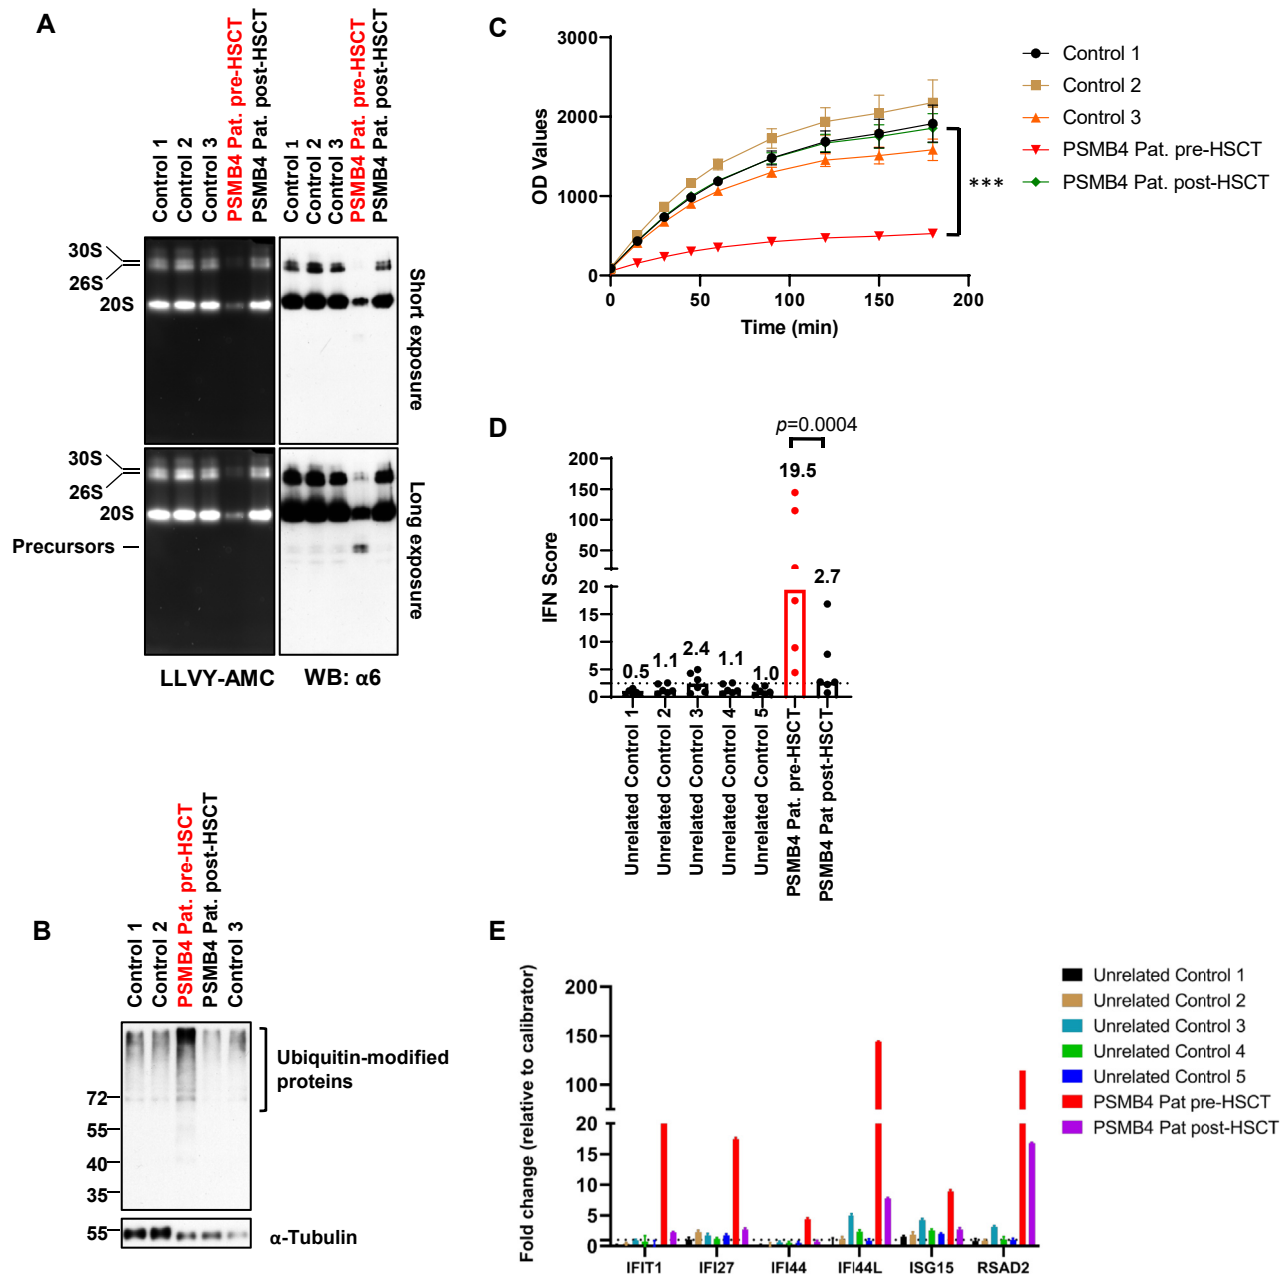 A
Control 1
Control 2
Control 3
PSMB4 Pat. pre-HSCT
PSMB4 Pat. post-HSCT
Control 1
Control 2
Control 3
PSMB4 Pat. pre-HSCT
PSMB4 Pat. post-HSCT
30S
26S
20S
Short exposure
30S
26S
20S
Precursors
Long exposure
LLVY-AMC
WB: α6
B
Control 1
Control 2
PSMB4 Pat. pre-HSCT
PSMB4 Pat. post-HSCT
Control 3
Ubiquitin-modified
proteins
72
55
40
35
55
α-Tubulin
C
OD Values
3000
2000
1000
0
0
50
100
150
200
Time (min)
***
Control 1
Control 2
Control 3
PSMB4 Pat. pre-HSCT
PSMB4 Pat. post-HSCT
D
IFN Score
200
150
100
50
20
15
10
5
0
p=0.0004
0.5
1.1
2.4
1.1
1.0
19.5
2.7
Unrelated Control 1
Unrelated Control 2
Unrelated Control 3
Unrelated Control 4
Unrelated Control 5
PSMB4 Pat. pre-HSCT
PSMB4 Pat post-HSCT
E
Fold change (relative to calibrator)
200
150
100
20
15
10
5
0
IFIT1
IFI27
IFI44
IFI44L
ISG15
RSAD2
Unrelated Control 1
Unrelated Control 2
Unrelated Control 3
Unrelated Control 4
Unrelated Control 5
PSMB4 Pat pre-HSCT
PSMB4 Pat post-HSCT